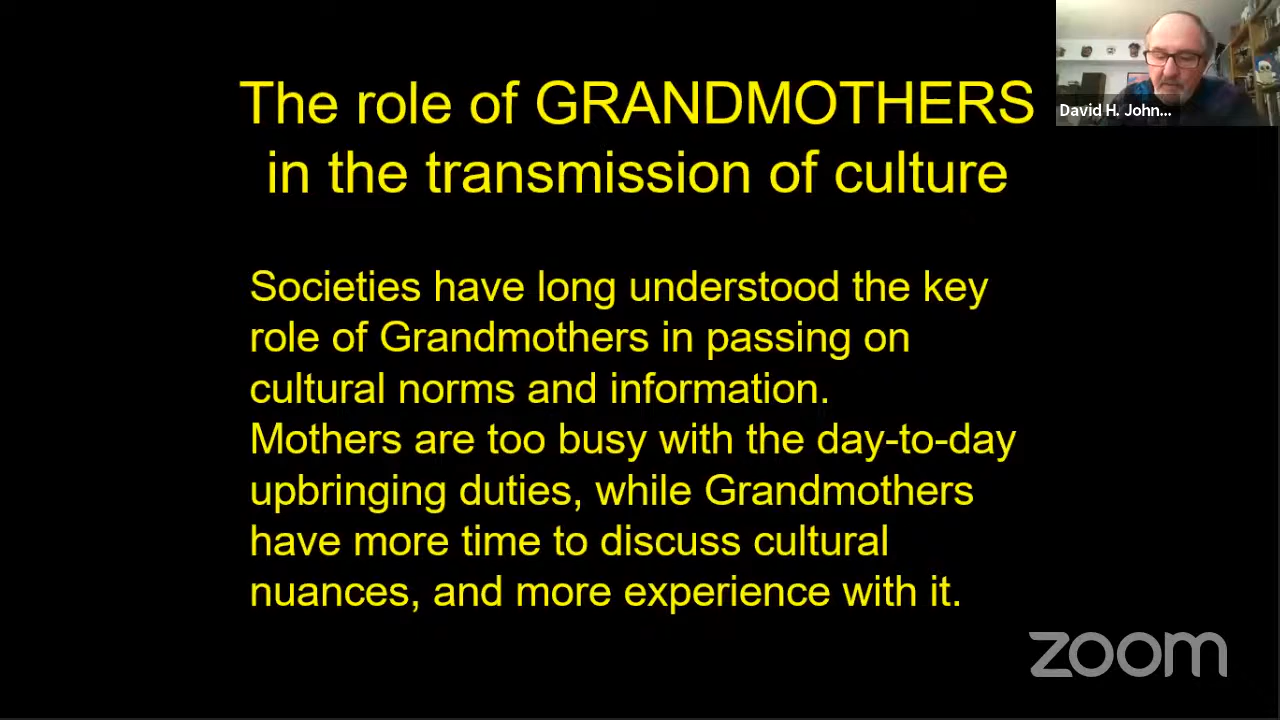 The role of GRANDMOTHERS
in the transmission of culture
David H. John...
Societies have long understood the key
role of Grandmothers in passing on
cultural norms and information.
Mothers are too busy with the day-to-day
upbringing duties, while Grandmothers
have more time to discuss cultural
nuances, and more experience with it.
zoom